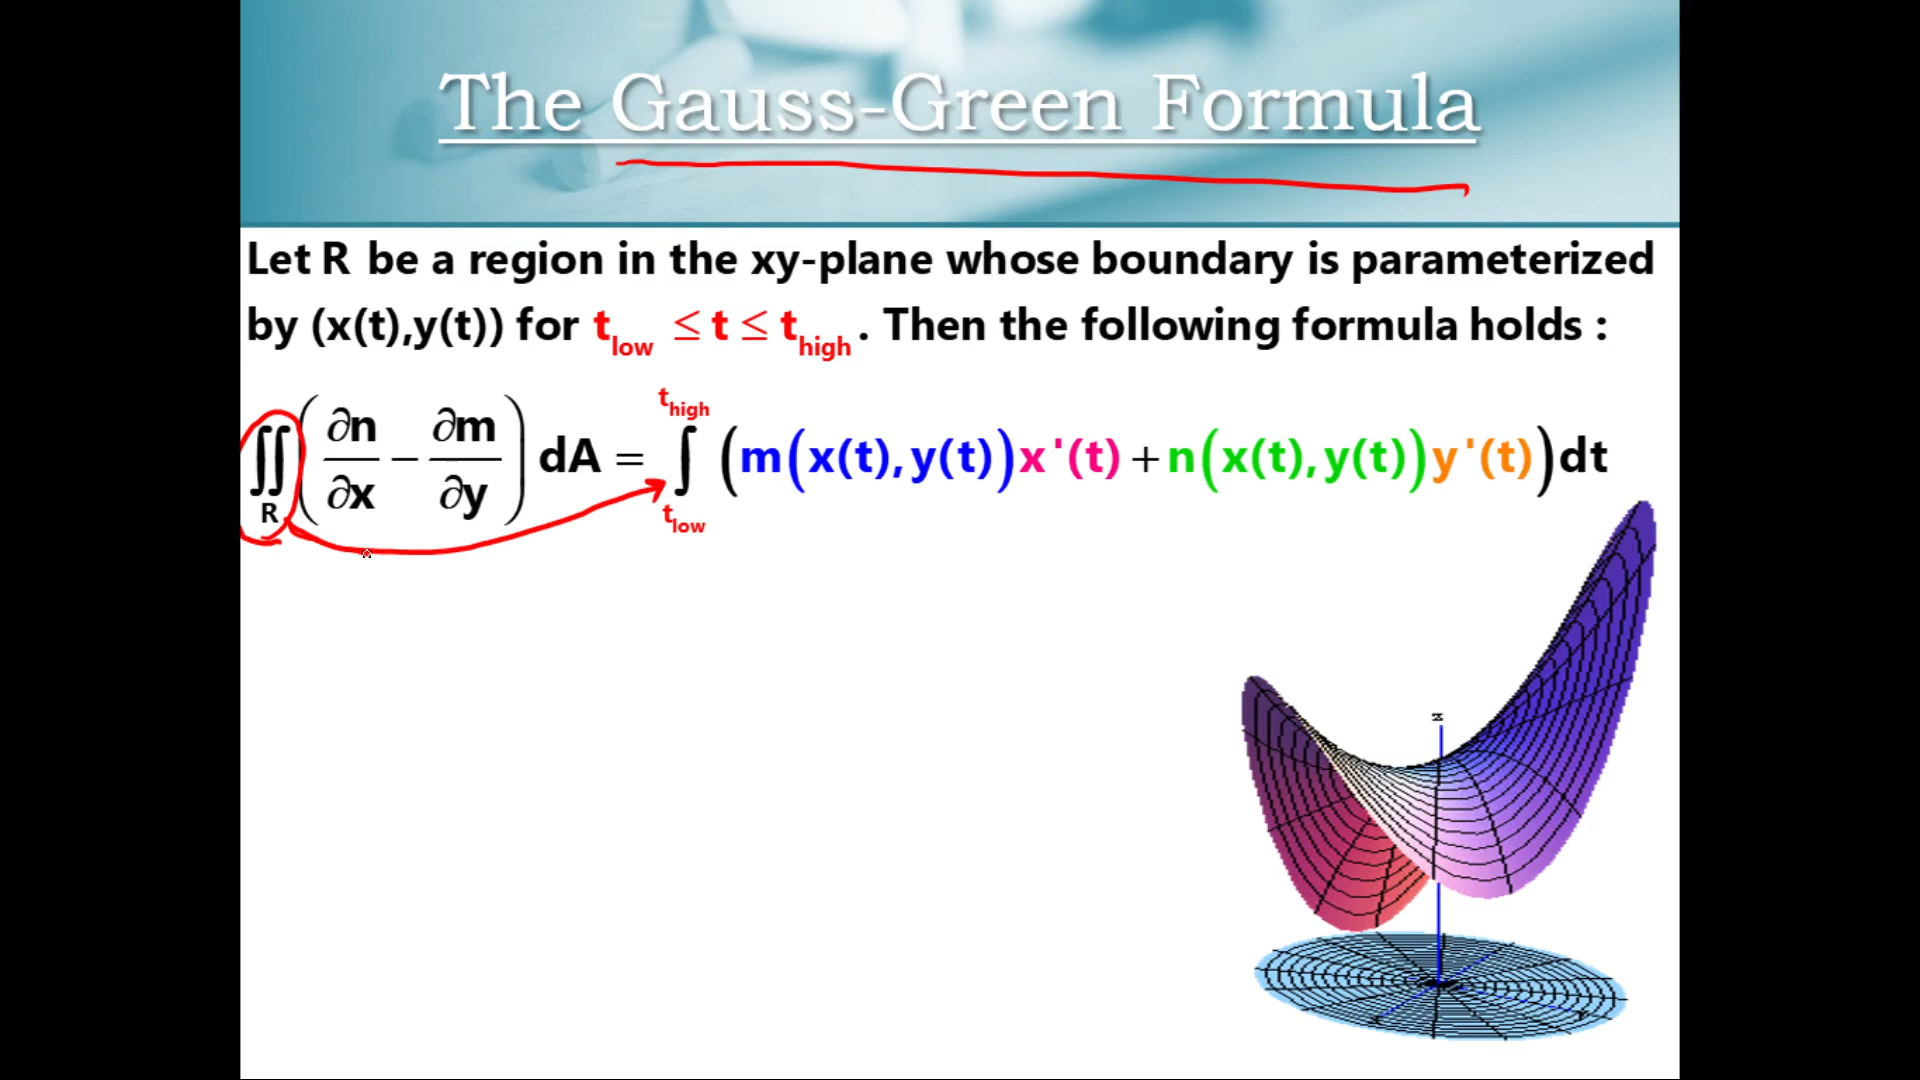 The Gauss-Green Formula
Let R be a region in the xy-plane whose boundary is parameterized
by (x(t),y(t)) for t_low ≤ t ≤ t_high. Then the following formula holds :
∬_R (∂n/∂x − ∂m/∂y) dA = ∫_{t_low}^{t_high} (m(x(t),y(t))x'(t) + n(x(t),y(t))y'(t))dt
z